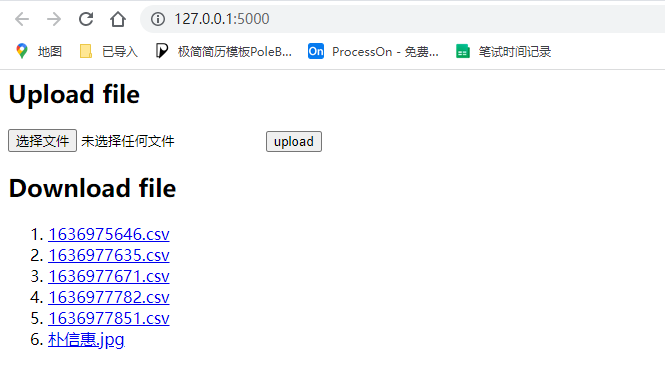 127.0.0.1:5000
地图 已导入 极简简历模板PoleB... ProcessOn - 免费... 笔试时间记录
Upload file
选择文件 未选择任何文件 upload
Download file
1. 1636975646.csv
2. 1636977635.csv
3. 1636977671.csv
4. 1636977782.csv
5. 1636977851.csv
6. 朴信惠.jpg